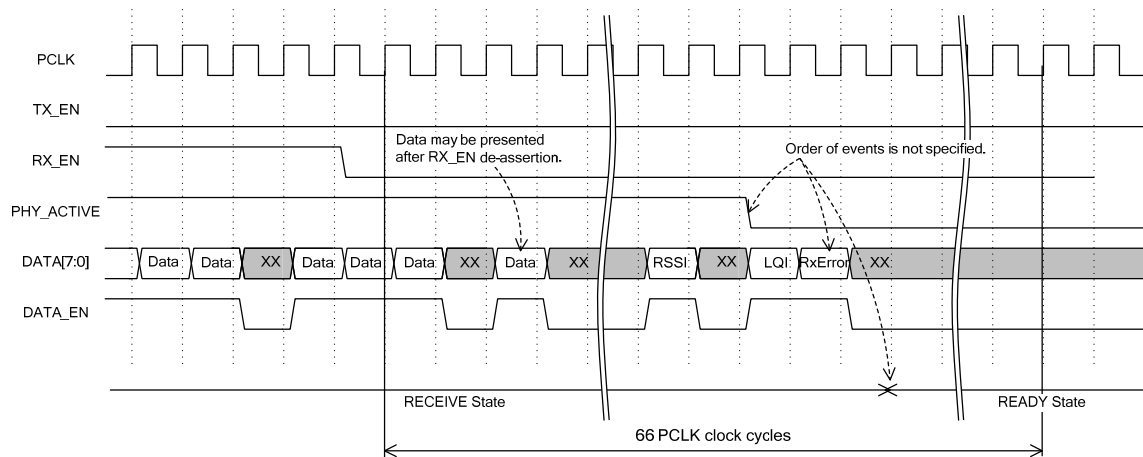 PCLK
TX_EN
RX_EN
Data may be presented
after RX_EN de-assertion.
Order of events is not specified.
PHY_ACTIVE
DATA[7:0]
Data
Data
XX
Data
Data
Data
XX
Data
XX
RSSI
XX
LQI
RxError
XX
DATA_EN
RECEIVE State
READY State
66 PCLK clock cycles